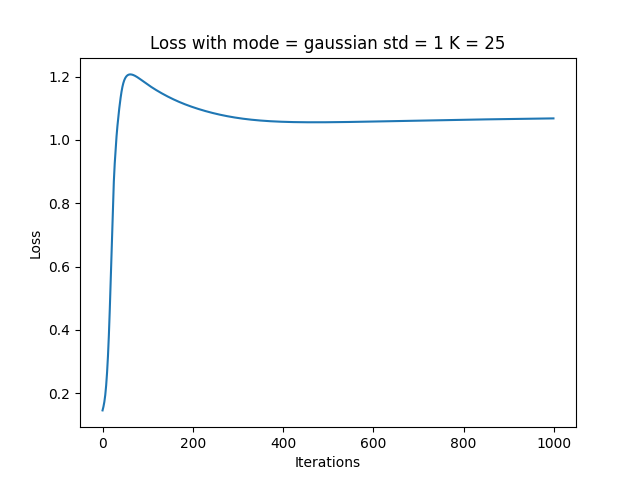 Loss with mode = gaussian std = 1 K = 25
1.2
1.0
0.8
0.6
0.4
0.2
Loss
0 200 400 600 800 1000
Iterations